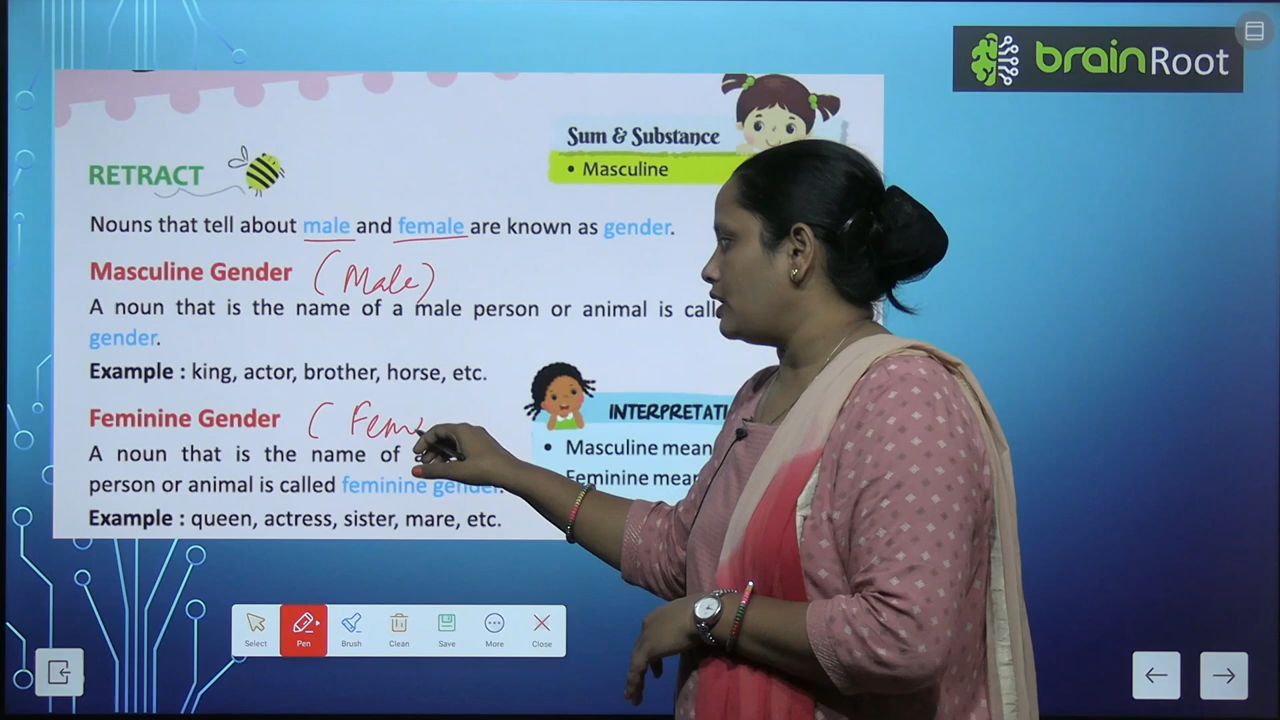 brainRoot
Sum & Substance
• Masculine
RETRACT
Nouns that tell about male and female are known as gender.
Masculine Gender (Male)
A noun that is the name of a male person or animal is call
gender.
Example : king, actor, brother, horse, etc.
Feminine Gender ( Fem
INTERPRETATI
A noun that is the name of a
• Masculine mean
person or animal is called feminine gender.
Feminine mean
Example : queen, actress, sister, mare, etc.
Select Pen Brush Clean Save More Close